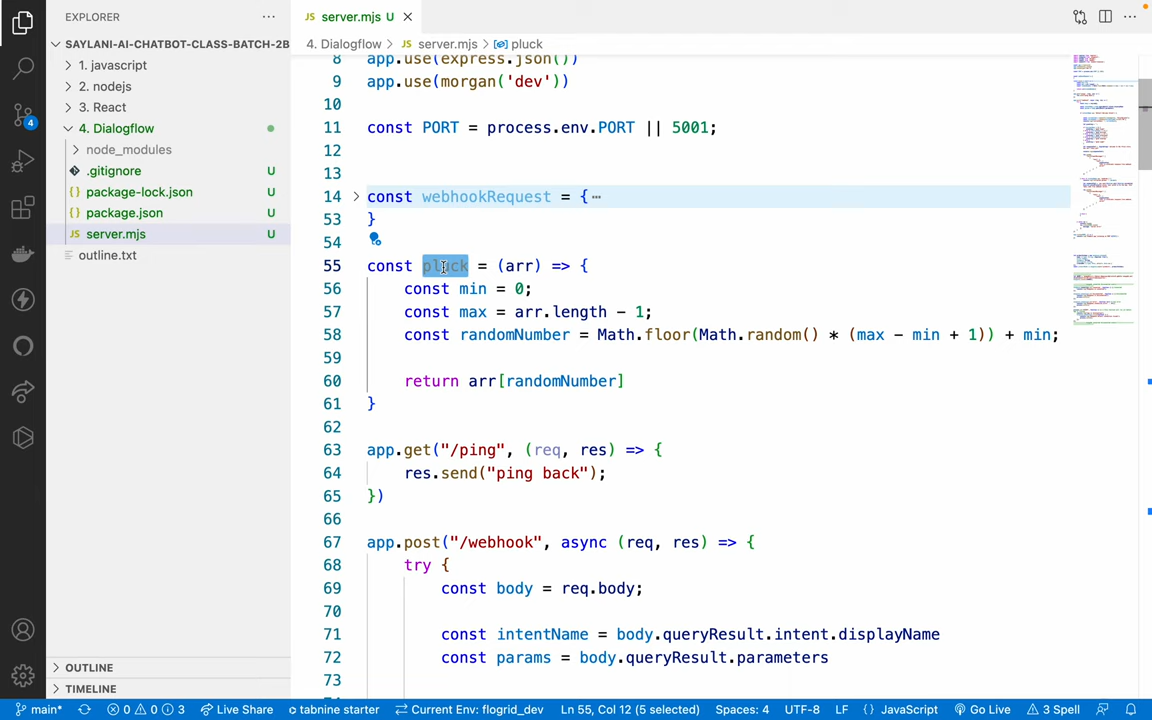 EXPLORER
SAYLANI-AI-CHATBOT-CLASS-BATCH-2B
1. javascript
2. nodejs
3. React
4. Dialogflow
node_modules
.gitignore U
package-lock.json U
package.json U
JS server.mjs U
outline.txt
OUTLINE
TIMELINE
JS server.mjs U
4. Dialogflow > JS server.mjs > pluck
8 app.use(express.json())
9 app.use(morgan('dev'))
10
11 const PORT = process.env.PORT || 5001;
12
13
14 const webhookRequest = {
53 }
54
55 const pluck = (arr) => {
56 const min = 0;
57 const max = arr.length - 1;
58 const randomNumber = Math.floor(Math.random() * (max - min + 1)) + min;
59
60 return arr[randomNumber]
61 }
62
63 app.get("/ping", (req, res) => {
64 res.send("ping back");
65 })
66
67 app.post("/webhook", async (req, res) => {
68 try {
69 const body = req.body;
70
71 const intentName = body.queryResult.intent.displayName
72 const params = body.queryResult.parameters
73
4
main* 0 0 3 Live Share tabnine starter Current Env: flogrid_dev Ln 55, Col 12 (5 selected) Spaces: 4 UTF-8 LF {} JavaScript Go Live 3 Spell